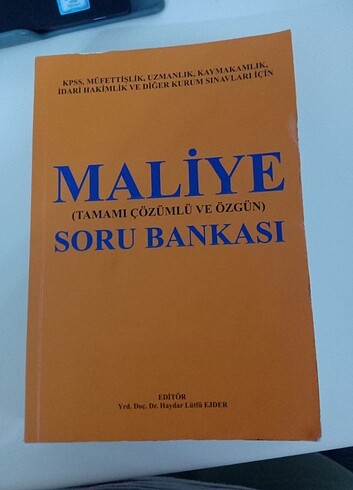 KPSS, MÜFETTİŞLİK, UZMANLIK, KAYMAKAMLIK,
İDARİ HAKİMLİK VE DİĞER KURUM SINAVLARI İÇİN
MALİYE
(TAMAMI ÇÖZÜMLÜ VE ÖZGÜN)
SORU BANKASI
EDİTÖR
Yrd. Doç. Dr. Haydar Lütfü EJDER